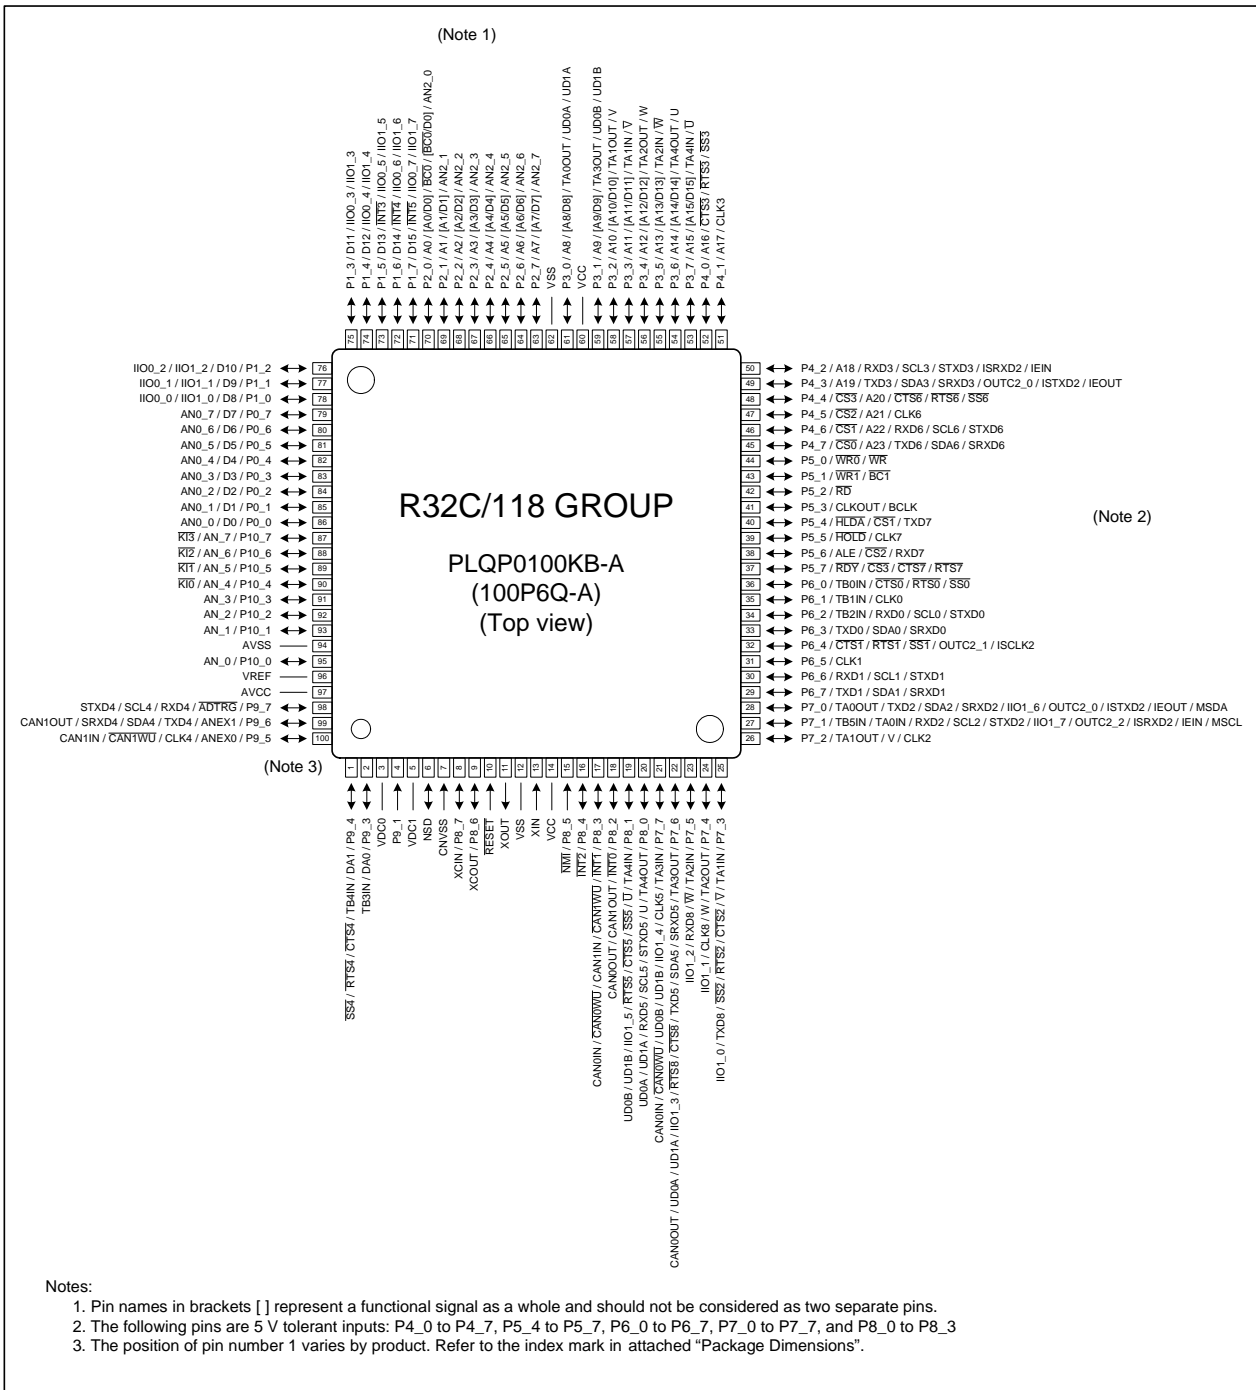 (Note 1)
P1_3 / D11 / IIO0_3 / IIO1_3
P1_4 / D12 / IIO0_4 / IIO1_4
P1_5 / D13 / INT3 / IIO0_5 / IIO1_5
P1_6 / D14 / INT4 / IIO0_6 / IIO1_6
P1_7 / D15 / INT5 / IIO0_7 / IIO1_7
P2_0 / A0 / [A0/D0] / BC0 / [BC0/D0] / AN2_0
P2_1 / A1 / [A1/D1] / AN2_1
P2_2 / A2 / [A2/D2] / AN2_2
P2_3 / A3 / [A3/D3] / AN2_3
P2_4 / A4 / [A4/D4] / AN2_4
P2_5 / A5 / [A5/D5] / AN2_5
P2_6 / A6 / [A6/D6] / AN2_6
P2_7 / A7 / [A7/D7] / AN2_7
VSS
P3_0 / A8 / [A8/D8] / TA0OUT / UD0A / UD1A
VCC
P3_1 / A9 / [A9/D9] / TA3OUT / UD0B / UD1B
P3_2 / A10 / [A10/D10] / TA1OUT / V
P3_3 / A11 / [A11/D11] / TA1IN / V
P3_4 / A12 / [A12/D12] / TA2OUT / W
P3_5 / A13 / [A13/D13] / TA2IN / W
P3_6 / A14 / [A14/D14] / TA4OUT / U
P3_7 / A15 / [A15/D15] / TA4IN / U
P4_0 / A16 / CTS3 / RTS3 / SS3
P4_1 / A17 / CLK3
75 74 73 72 71 70 69 68 67 66 65 64 63 62 61 60 59 58 57 56 55 54 53 52 51
IIO0_2 / IIO1_2 / D10 / P1_2 76
IIO0_1 / IIO1_1 / D9 / P1_1 77
IIO0_0 / IIO1_0 / D8 / P1_0 78
AN0_7 / D7 / P0_7 79
AN0_6 / D6 / P0_6 80
AN0_5 / D5 / P0_5 81
AN0_4 / D4 / P0_4 82
AN0_3 / D3 / P0_3 83
AN0_2 / D2 / P0_2 84
AN0_1 / D1 / P0_1 85
AN0_0 / D0 / P0_0 86
KI3 / AN_7 / P10_7 87
KI2 / AN_6 / P10_6 88
KI1 / AN_5 / P10_5 89
KI0 / AN_4 / P10_4 90
AN_3 / P10_3 91
AN_2 / P10_2 92
AN_1 / P10_1 93
AVSS 94
AN_0 / P10_0 95
VREF 96
AVCC 97
STXD4 / SCL4 / RXD4 / ADTRG / P9_7 98
CAN1OUT / SRXD4 / SDA4 / TXD4 / ANEX1 / P9_6 99
CAN1IN / CAN1WU / CLK4 / ANEX0 / P9_5 100
R32C/118 GROUP
PLQP0100KB-A
(100P6Q-A)
(Top view)
50 P4_2 / A18 / RXD3 / SCL3 / STXD3 / ISRXD2 / IEIN
49 P4_3 / A19 / TXD3 / SDA3 / SRXD3 / OUTC2_0 / ISTXD2 / IEOUT
48 P4_4 / CS3 / A20 / CTS6 / RTS6 / SS6
47 P4_5 / CS2 / A21 / CLK6
46 P4_6 / CS1 / A22 / RXD6 / SCL6 / STXD6
45 P4_7 / CS0 / A23 / TXD6 / SDA6 / SRXD6
44 P5_0 / WR0 / WR
43 P5_1 / WR1 / BC1
42 P5_2 / RD
41 P5_3 / CLKOUT / BCLK
40 P5_4 / HLDA / CS1 / TXD7
39 P5_5 / HOLD / CLK7
38 P5_6 / ALE / CS2 / RXD7
37 P5_7 / RDY / CS3 / CTS7 / RTS7
36 P6_0 / TB0IN / CTS0 / RTS0 / SS0
35 P6_1 / TB1IN / CLK0
34 P6_2 / TB2IN / RXD0 / SCL0 / STXD0
33 P6_3 / TXD0 / SDA0 / SRXD0
32 P6_4 / CTS1 / RTS1 / SS1 / OUTC2_1 / ISCLK2
31 P6_5 / CLK1
30 P6_6 / RXD1 / SCL1 / STXD1
29 P6_7 / TXD1 / SDA1 / SRXD1
28 P7_0 / TA0OUT / TXD2 / SDA2 / SRXD2 / IIO1_6 / OUTC2_0 / ISTXD2 / IEOUT / MSDA
27 P7_1 / TB5IN / TA0IN / RXD2 / SCL2 / STXD2 / IIO1_7 / OUTC2_2 / ISRXD2 / IEIN / MSCL
26 P7_2 / TA1OUT / V / CLK2
(Note 2)
(Note 3)
1 2 3 4 5 6 7 8 9 10 11 12 13 14 15 16 17 18 19 20 21 22 23 24 25
SS4 / RTS4 / CTS4 / TB4IN / DA1 / P9_4
TB3IN / DA0 / P9_3
VDC0
P9_1
VDC1
NSD
CNVSS
XCIN / P8_7
XCOUT / P8_6
RESET
XOUT
VSS
XIN
VCC
NMI / P8_5
INT2 / P8_4
CAN0IN / CAN0WU / CAN1IN / CAN1WU / INT1 / P8_3
CAN0OUT / CAN1OUT / INT0 / P8_2
UD0B / UD1B / IIO1_5 / RTS5 / CTS5 / SS5 / U / TA4IN / P8_1
UD0A / UD1A / RXD5 / SCL5 / STXD5 / U / TA4OUT / P8_0
CAN0IN / CAN0WU / UD0B / UD1B / IIO1_4 / CLK5 / TA3IN / P7_7
CAN0OUT / UD0A / UD1A / IIO1_3 / RTS8 / CTS8 / TXD5 / SDA5 / SRXD5 / TA3OUT / P7_6
IIO1_2 / RXD8 / W / TA2IN / P7_5
IIO1_1 / CLK8 / W / TA2OUT / P7_4
IIO1_0 / TXD8 / SS2 / RTS2 / CTS2 / V / TA1IN / P7_3
Notes:
1. Pin names in brackets [ ] represent a functional signal as a whole and should not be considered as two separate pins.
2. The following pins are 5 V tolerant inputs: P4_0 to P4_7, P5_4 to P5_7, P6_0 to P6_7, P7_0 to P7_7, and P8_0 to P8_3
3. The position of pin number 1 varies by product. Refer to the index mark in attached “Package Dimensions”.